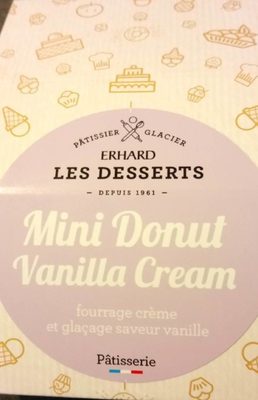 PÂTISSIER GLACIER
ERHARD
LES DESSERTS
- DEPUIS 1961 -
Mini Donut
Vanilla Cream
fourrage crème
et glaçage saveur vanille
Pâtisserie